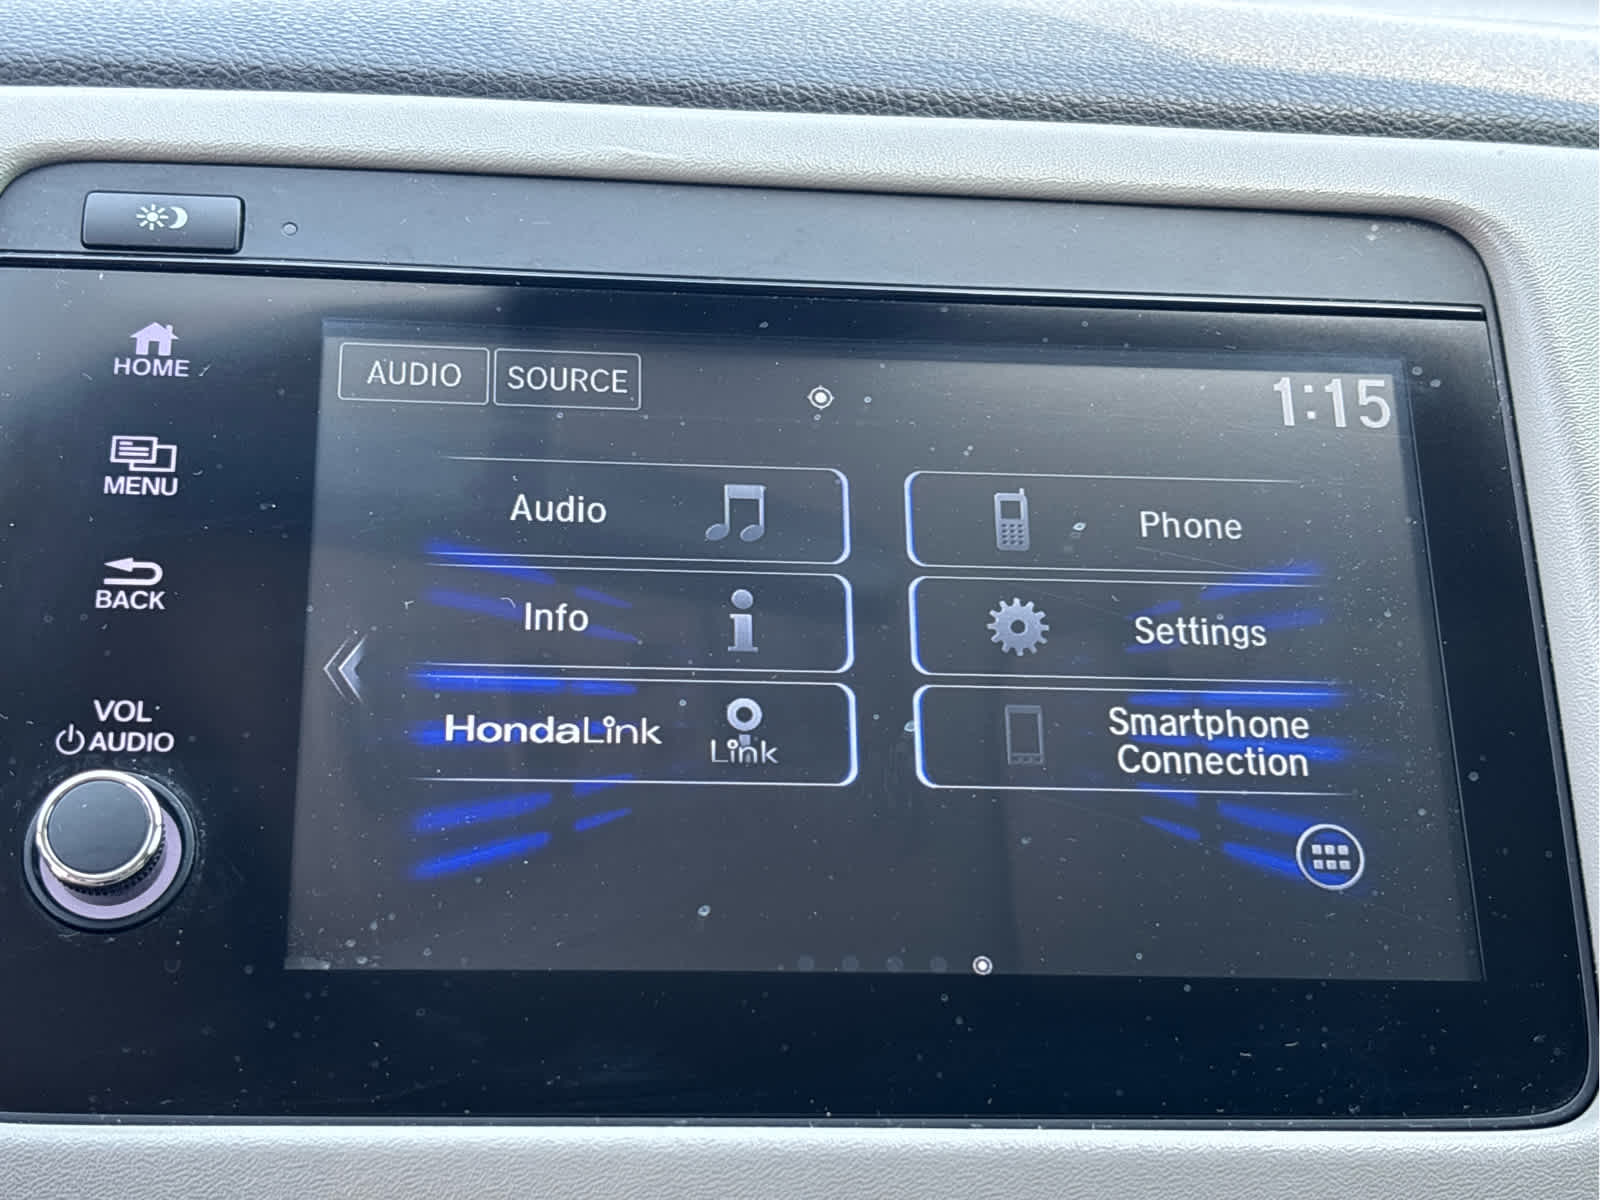 HOME
MENU
BACK
VOL
AUDIO
AUDIO SOURCE
1:15
Audio
Phone
Info
Settings
HondaLink
Link
Smartphone
Connection